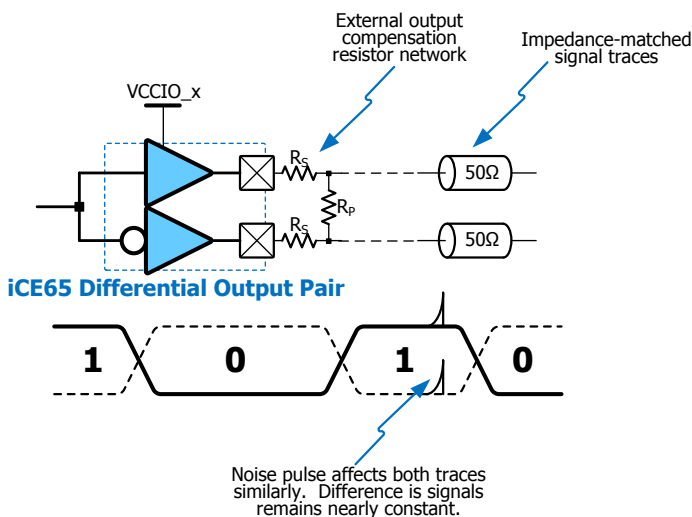 External output
compensation
resistor network
Impedance-matched
signal traces
VCCIO_x
RS
50Ω
RP
RS
50Ω
iCE65 Differential Output Pair
1 0 1 0
Noise pulse affects both traces
similarly. Difference is signals
remains nearly constant.